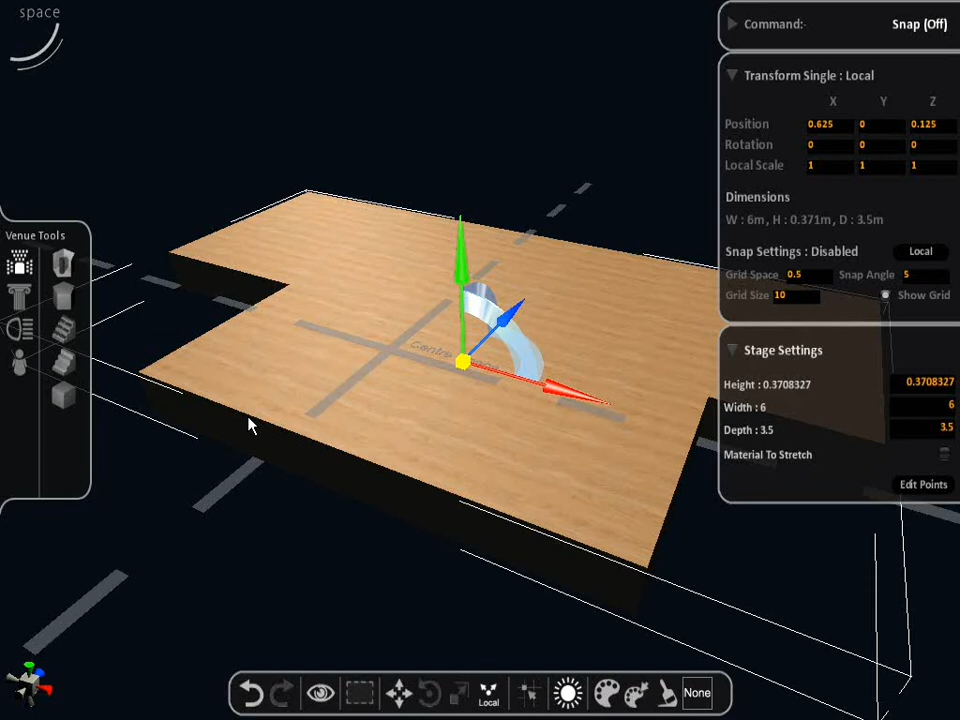 space
Command:- Snap (Off)
Transform Single : Local
X Y Z
Position 0.625 0 0.125
Rotation 0 0 0
Local Scale 1 1 1
Dimensions
W : 6m, H : 0.371m, D : 3.5m
Snap Settings : Disabled Local
Grid Space 0.5 Snap Angle 5
Grid Size 10 Show Grid
Venue Tools
Stage Settings
Height : 0.3708327 0.3708327
Width : 6 6
Depth : 3.5 3.5
Material To Stretch
Edit Points
Centre
Local
None